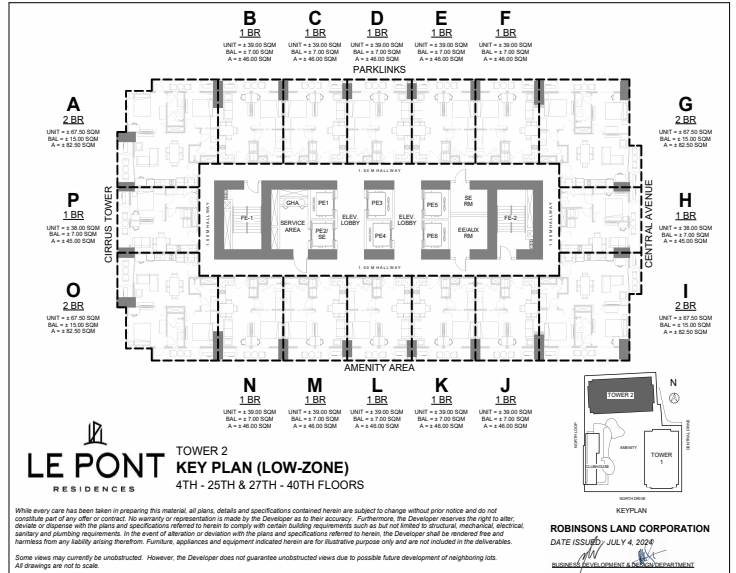 B
1 BR
UNIT = ± 39.00 SQM
BAL = ± 7.00 SQM
A = ± 46.00 SQM
C
1 BR
UNIT = ± 39.00 SQM
BAL = ± 7.00 SQM
A = ± 46.00 SQM
D
1 BR
UNIT = ± 39.00 SQM
BAL = ± 7.00 SQM
A = ± 46.00 SQM
E
1 BR
UNIT = ± 39.00 SQM
BAL = ± 7.00 SQM
A = ± 46.00 SQM
F
1 BR
UNIT = ± 39.00 SQM
BAL = ± 7.00 SQM
A = ± 46.00 SQM
PARKLINKS
A
2 BR
UNIT = ± 67.50 SQM
BAL = ± 15.00 SQM
A = ± 82.50 SQM
P
1 BR
UNIT = ± 38.00 SQM
BAL = ± 7.00 SQM
A = ± 45.00 SQM
O
2 BR
UNIT = ± 67.50 SQM
BAL = ± 15.00 SQM
A = ± 82.50 SQM
CIRRUS TOWER
1.60 M HALLWAY
1.60 M HALLWAY
FE-1
GHA
SERVICE
AREA
PE1
PE2/
SE
ELEV.
LOBBY
PE3
PE4
ELEV.
LOBBY
PE5
PE6
SE
RM
EE/AUX
RM
FE-2
1.60 M HALLWAY
1.60 M HALLWAY
CENTRAL AVENUE
G
2 BR
UNIT = ± 67.50 SQM
BAL = ± 15.00 SQM
A = ± 82.50 SQM
H
1 BR
UNIT = ± 38.00 SQM
BAL = ± 7.00 SQM
A = ± 45.00 SQM
I
2 BR
UNIT = ± 67.50 SQM
BAL = ± 15.00 SQM
A = ± 82.50 SQM
AMENITY AREA
N
1 BR
UNIT = ± 39.00 SQM
BAL = ± 7.00 SQM
A = ± 46.00 SQM
M
1 BR
UNIT = ± 39.00 SQM
BAL = ± 7.00 SQM
A = ± 46.00 SQM
L
1 BR
UNIT = ± 39.00 SQM
BAL = ± 7.00 SQM
A = ± 46.00 SQM
K
1 BR
UNIT = ± 39.00 SQM
BAL = ± 7.00 SQM
A = ± 46.00 SQM
J
1 BR
UNIT = ± 39.00 SQM
BAL = ± 7.00 SQM
A = ± 46.00 SQM
LE PONT
RESIDENCES
TOWER 2
KEY PLAN (LOW-ZONE)
4TH - 25TH & 27TH - 40TH FLOORS
TOWER 2
N
NORTH LOOP
AMENITY
CENTRAL DRIVE
CLUBHOUSE
TOWER
1
NORTH DRIVE
KEYPLAN
While every care has been taken in preparing this material, all plans, details and specifications contained herein are subject to change without prior notice and do not
constitute part of any offer or contract. No warranty or representation is made by the Developer as to their accuracy. Furthermore, the Developer reserves the right to alter,
deviate or dispense with the plans and specifications referred to herein to comply with certain building requirements such as but not limited to structural, mechanical, electrical,
sanitary and plumbing requirements. In the event of alteration or deviation with the plans and specifications referred to herein, the Developer shall be rendered free and
harmless from any liability arising therefrom. Furniture, appliances and equipment indicated herein are for illustrative purpose only and are not included in the deliverables.
Some views may currently be unobstructed. However, the Developer does not guarantee unobstructed views due to possible future development of neighboring lots.
All drawings are not to scale.
ROBINSONS LAND CORPORATION
DATE ISSUED: JULY 4, 2024
BUSINESS DEVELOPMENT & DESIGN DEPARTMENT